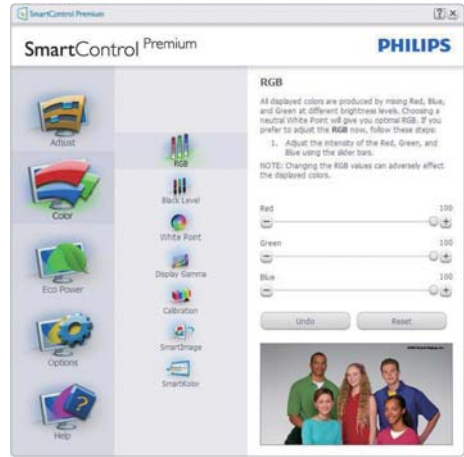 SmartControl Premium
SmartControl Premium
PHILIPS
Adjust
Color
Eco Power
Options
Help
RGB
Black Level
White Point
Display Gamma
Calibration
SmartImage
SmartKolor
RGB
All displayed colors are produced by mixing Red, Blue,
and Green at different brightness levels. Choosing a
neutral White Point will give you optimal RGB. If you
prefer to adjust the RGB now, follow these steps:
1. Adjust the intensity of the Red, Green, and
Blue using the slider bars.
NOTE: Changing the RGB values can adversely affect
the displayed colors.
Red 100
Green 100
Blue 100
Undo Reset